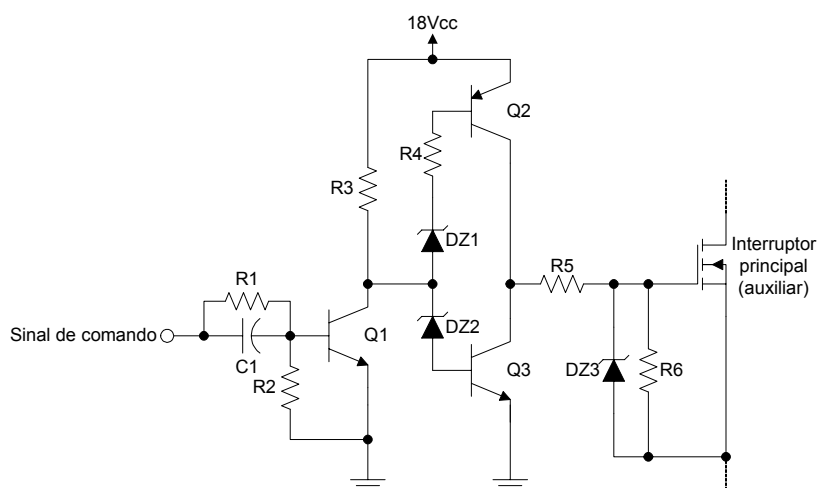 18Vcc
Q2
R4
R3
DZ1
Interruptor
principal
(auxiliar)
R1
R5
Sinal de comando
Q1
DZ2
C1
Q3
R2
DZ3
R6